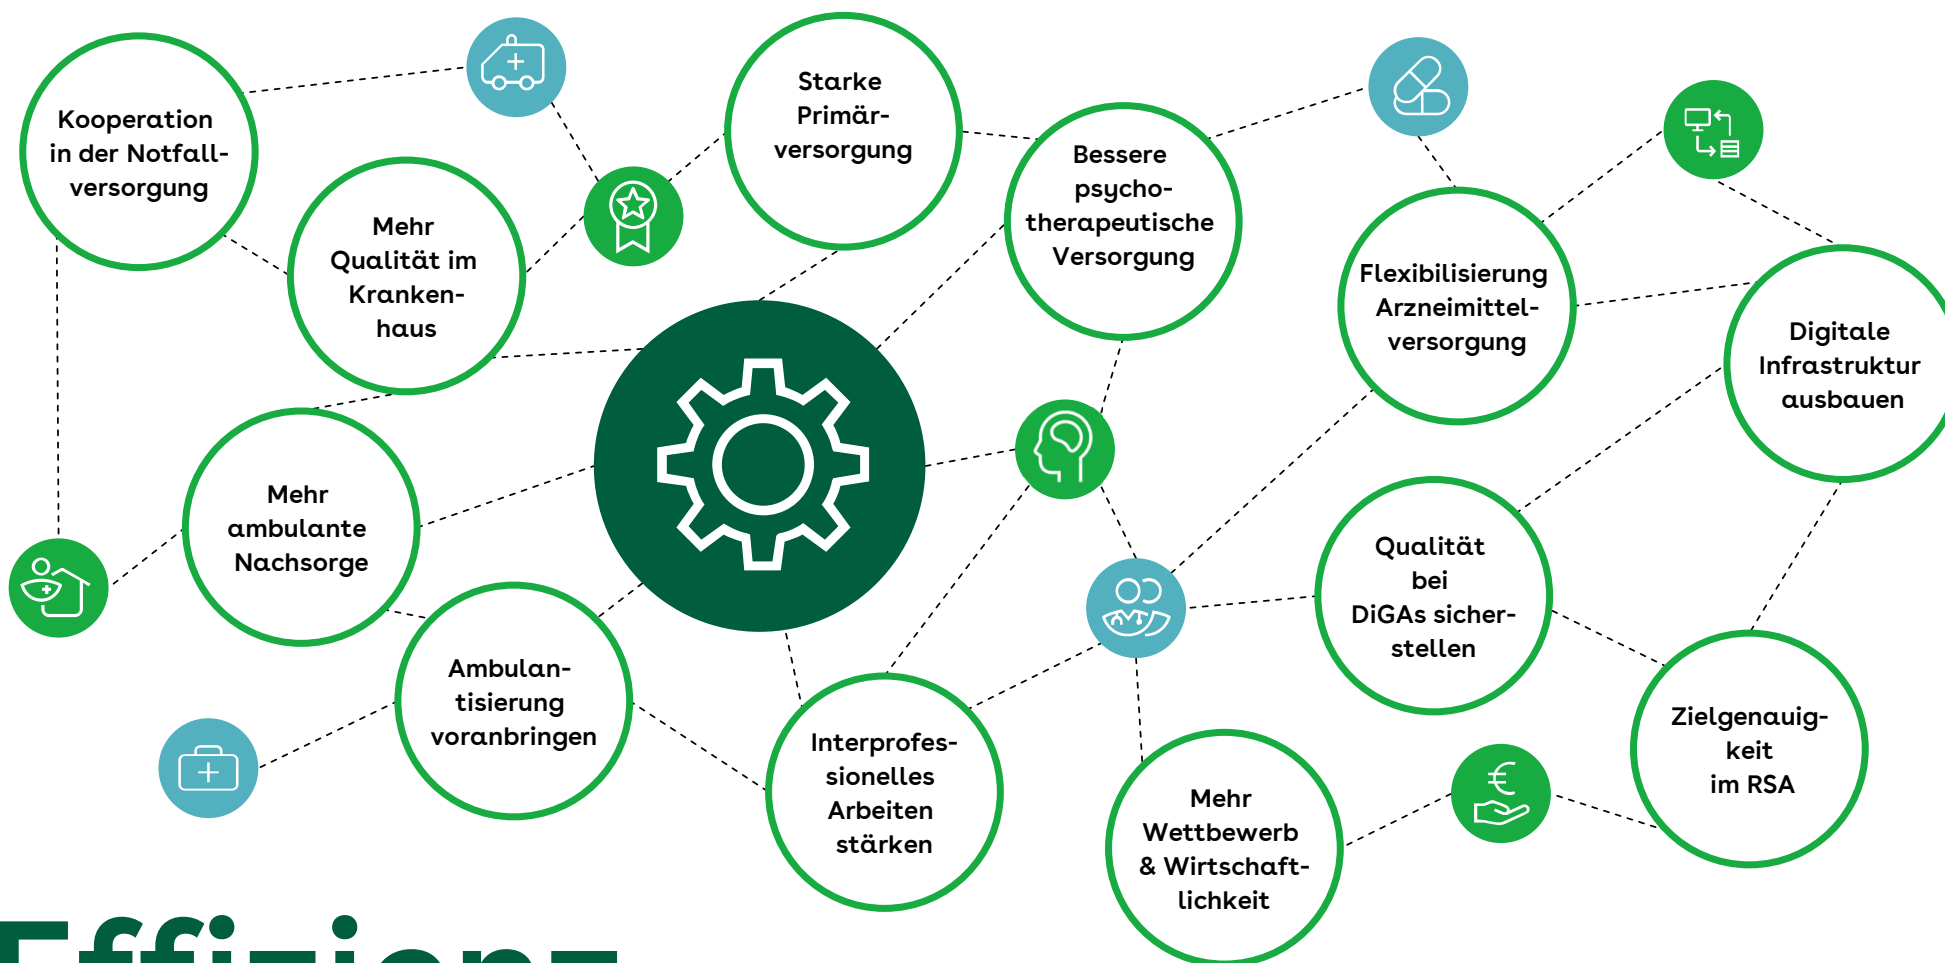 Kooperation
in der Notfall-
versorgung
Mehr
Qualität im
Kranken-
haus
Starke
Primär-
versorgung
Bessere
psycho-
therapeutische
Versorgung
Flexibilisierung
Arzneimittel-
versorgung
Digitale
Infrastruktur
ausbauen
Mehr
ambulante
Nachsorge
Ambulan-
tisierung
voranbringen
Interprofes-
sionelles
Arbeiten
stärken
Qualität
bei
DiGAs sicher-
stellen
Mehr
Wettbewerb
& Wirtschaft-
lichkeit
€
Zielgenauig-
keit
im RSA
Effizienz